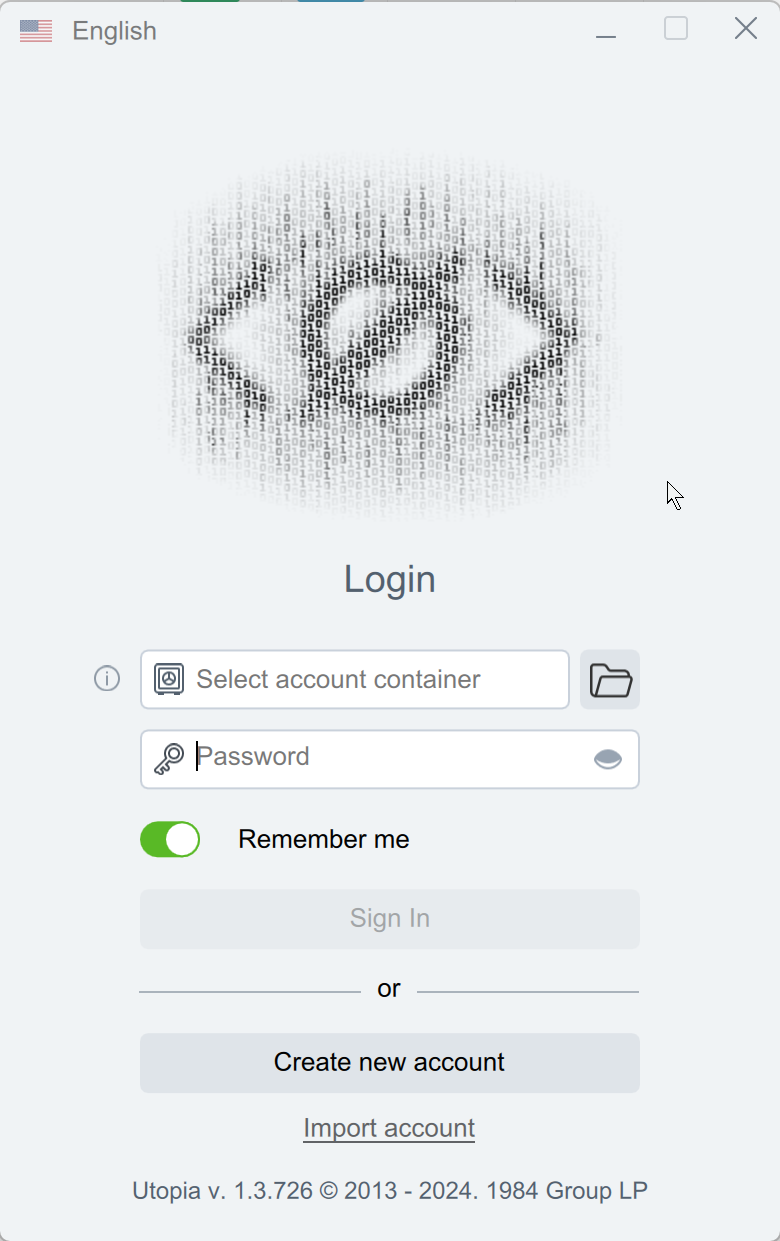 English
Login
Select account container
Password
Remember me
Sign In
or
Create new account
Import account
Utopia v. 1.3.726 © 2013 - 2024. 1984 Group LP